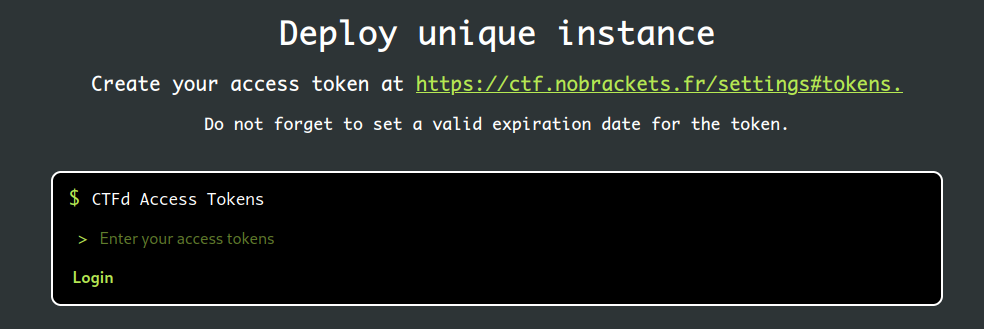 Deploy unique instance
Create your access token at https://ctf.nobrackets.fr/settings#tokens.
Do not forget to set a valid expiration date for the token.
$ CTFd Access Tokens
> Enter your access tokens
Login